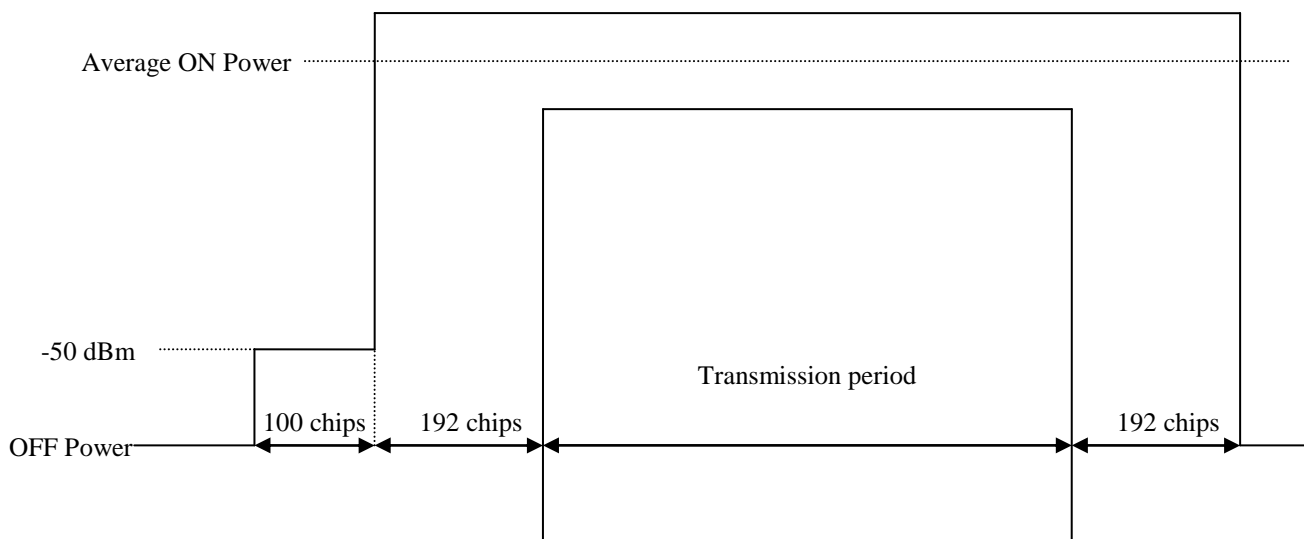 Average ON Power
-50 dBm
Transmission period
100 chips
192 chips
192 chips
OFF Power